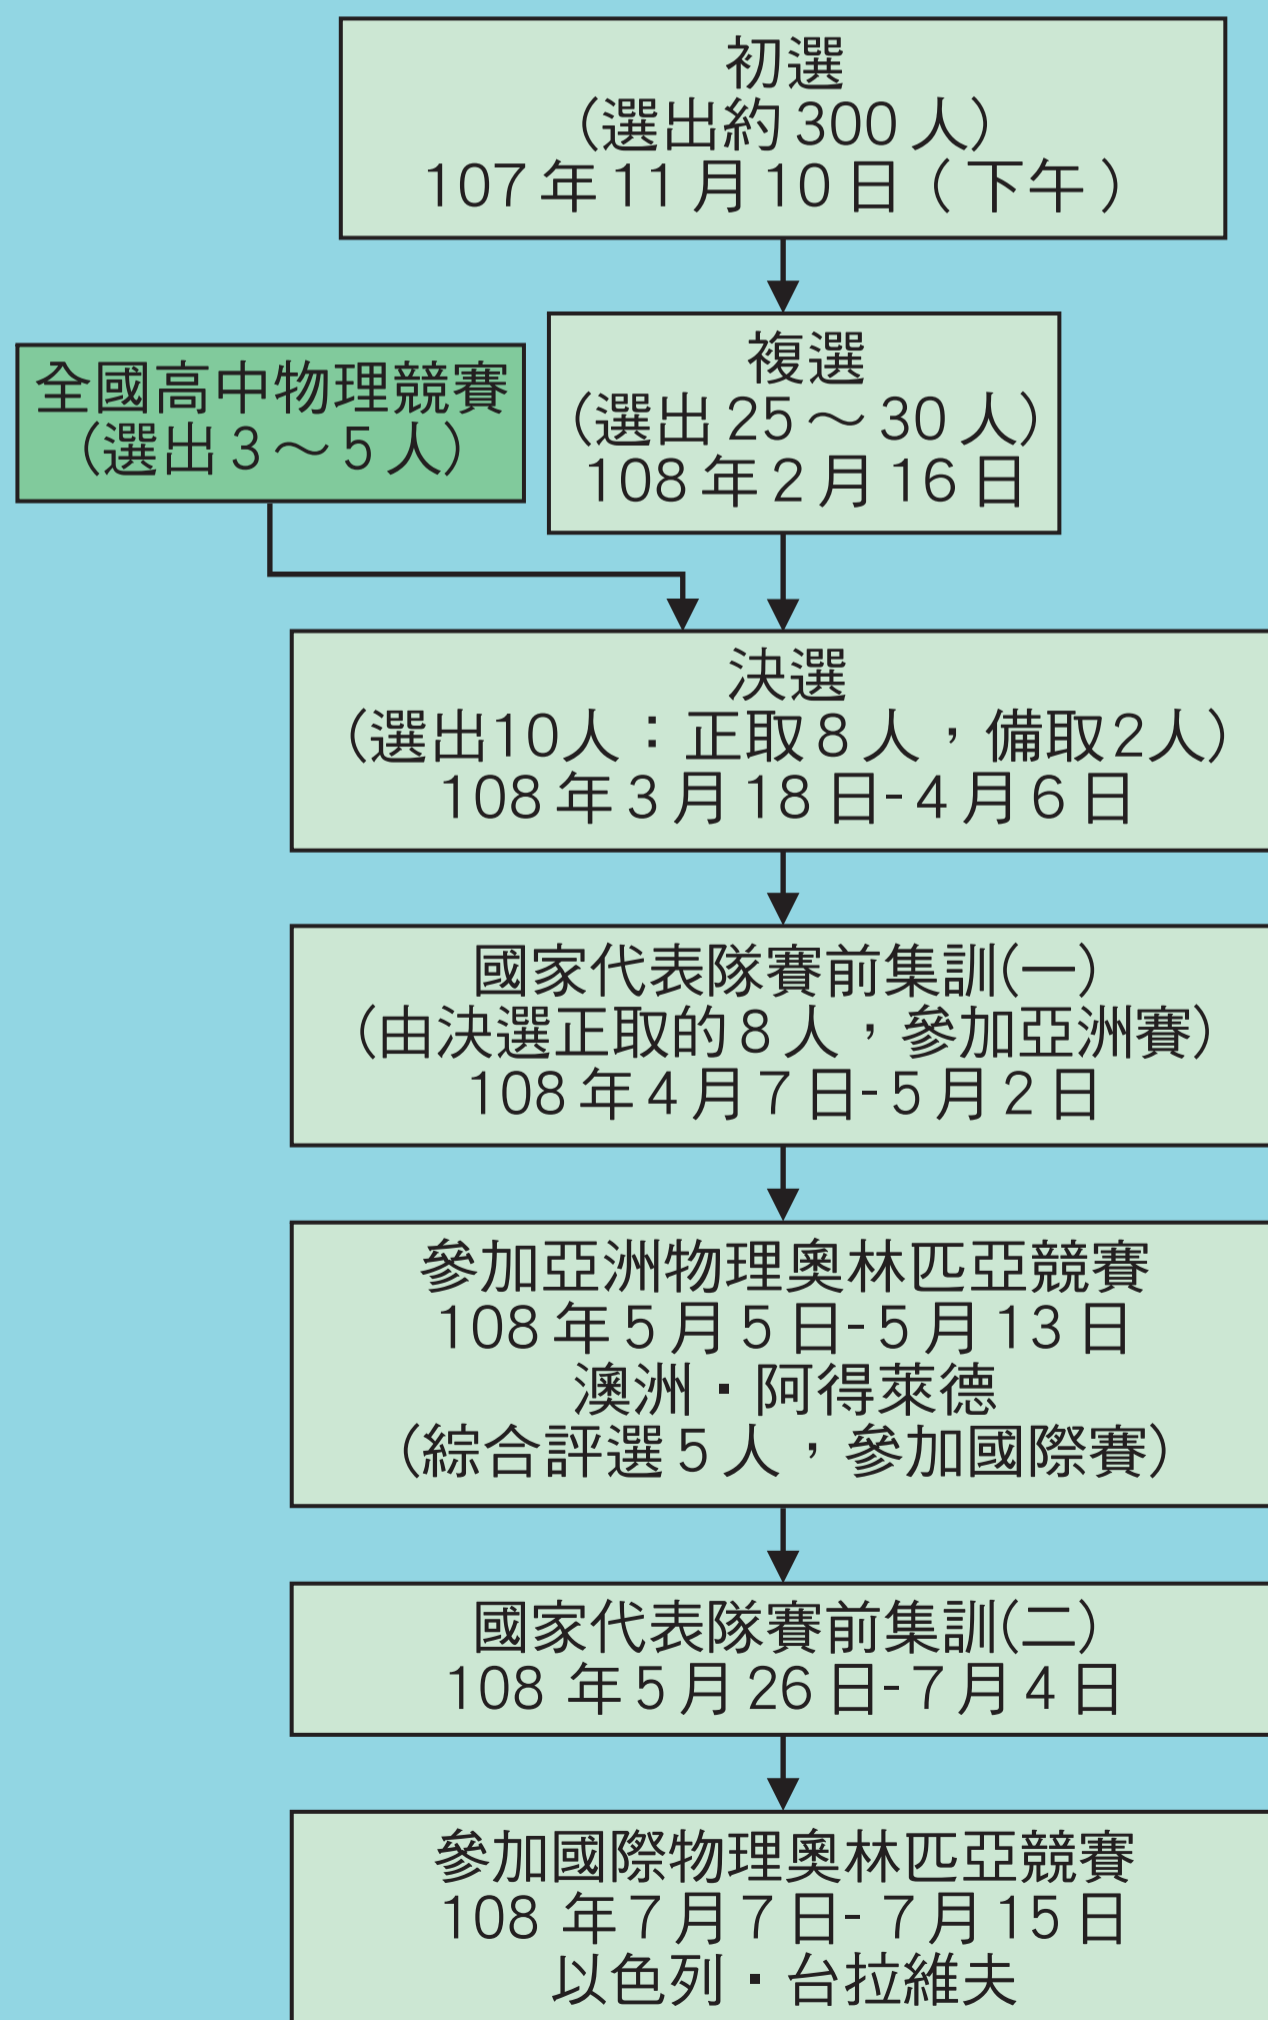 初選
(選出約300人)
107年11月10日(下午)
全國高中物理競賽
(選出3～5人)
複選
(選出25～30人)
108年2月16日
決選
(選出10人：正取8人，備取2人)
108年3月18日-4月6日
國家代表隊賽前集訓(一)
(由決選正取的8人，參加亞洲賽)
108年4月7日-5月2日
參加亞洲物理奧林匹亞競賽
108年5月5日-5月13日
澳洲．阿得萊德
(綜合評選5人，參加國際賽)
國家代表隊賽前集訓(二)
108 年5月26日-7月4日
參加國際物理奧林匹亞競賽
108 年7月7日-7月15日
以色列．台拉維夫